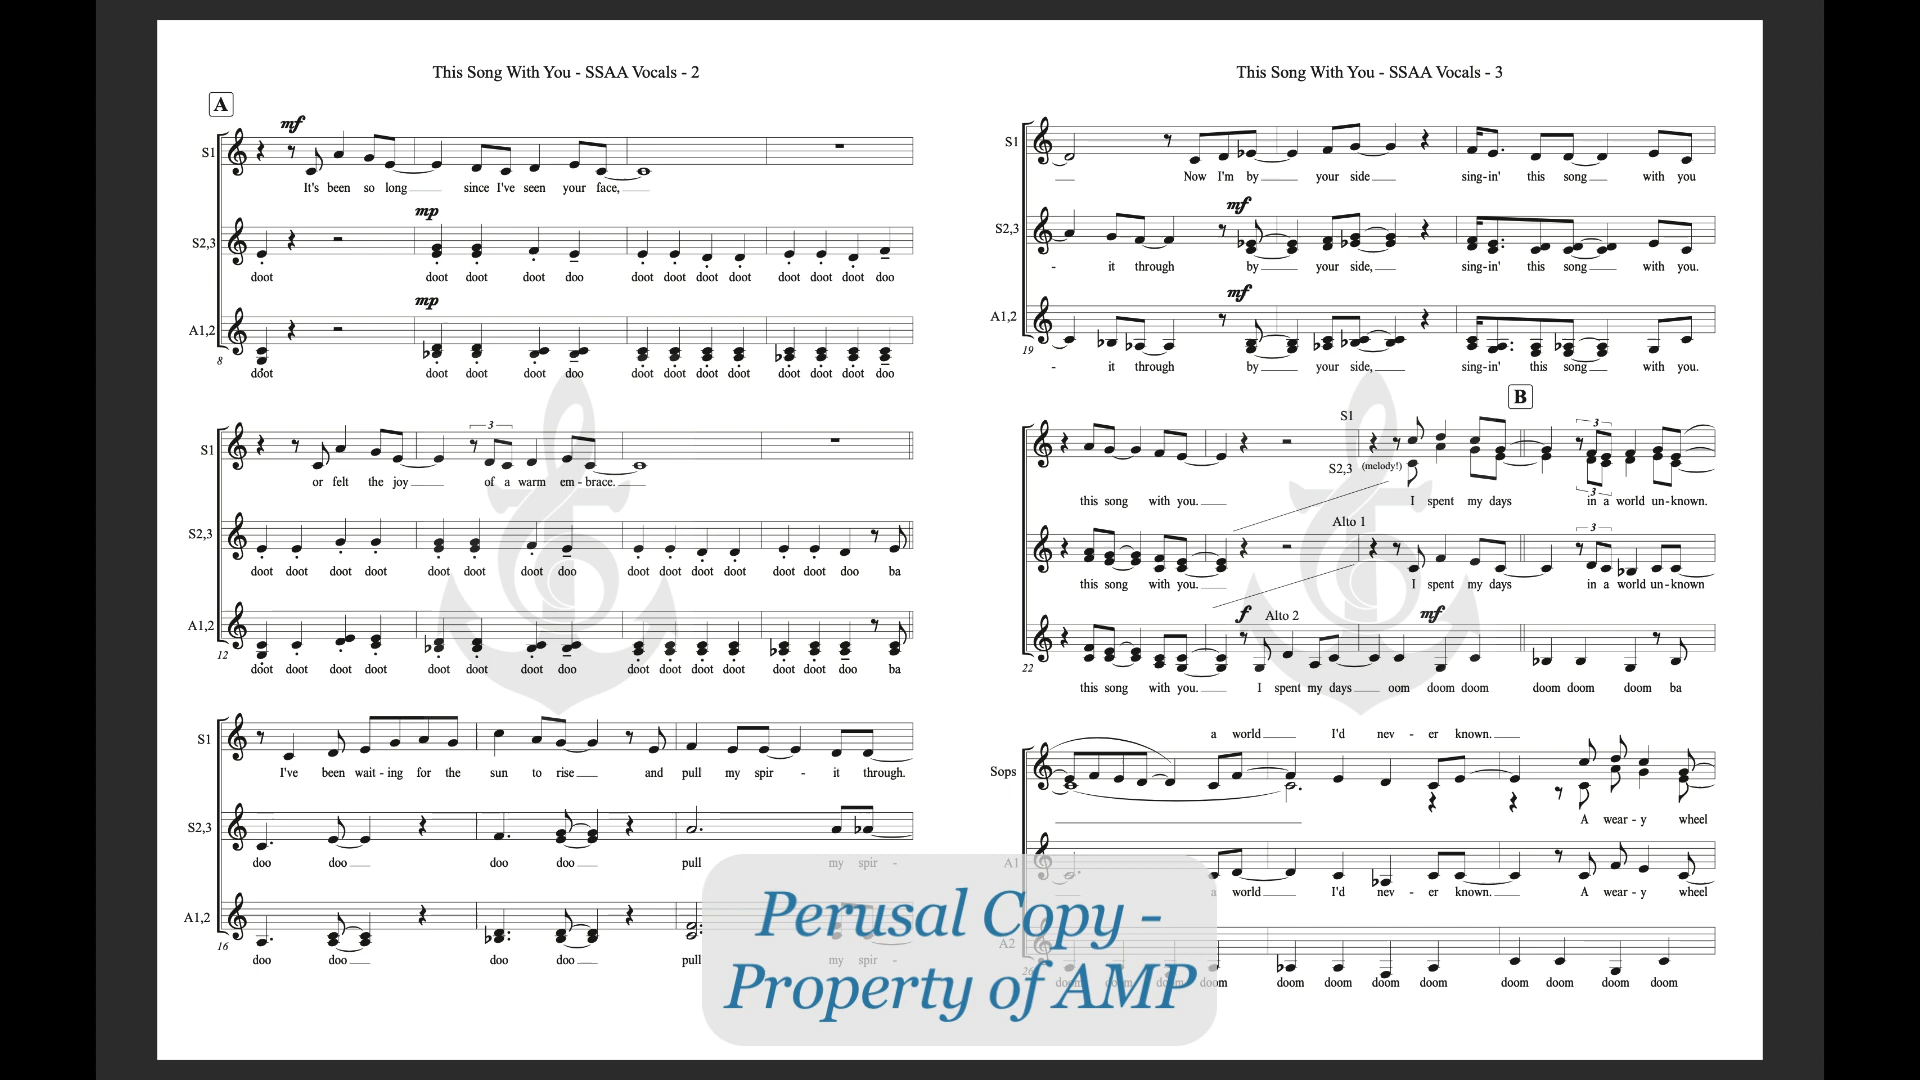 This Song With You - SSAA Vocals - 2
A
mf
S1
It's been so long since I've seen your face,
mp
S2,3
doot doot doot doot doo doot doot doot doot doot doot doot doo
mp
A1,2
8
doot doot doot doot doo doot doot doot doot doot doot doot doo
3
S1
or felt the joy of a warm em - brace.
S2,3
doot doot doot doot doot doot doot doo doot doot doot doot doot doot doo ba
A1,2
12
doot doot doot doot doot doot doot doo doot doot doot doot doot doot doo ba
S1
I've been wait - ing for the sun to rise and pull my spir - it through.
S2,3
doo doo doo doo pull my spir -
A1,2
16
doo doo doo doo pull my spir -
This Song With You - SSAA Vocals - 3
S1
Now I'm by your side sing-in' this song with you
mf
S2,3
- it through by your side, sing-in' this song with you.
mf
A1,2
19
- it through by your side, sing-in' this song with you.
B
S1
3
S2,3 (melody!)
3
this song with you. I spent my days in a world un-known.
Alto 1
3
this song with you. I spent my days in a world un-known
f Alto 2 mf
22
this song with you. I spent my days oom doom doom doom doom doom ba
a world I'd nev - er known.
Sops
A wear - y wheel
A1
a world I'd nev - er known. A wear - y wheel
A2
26
doom doom doom doom doom doom doom doom doom doom doom doom
Perusal Copy -
Property of AMP